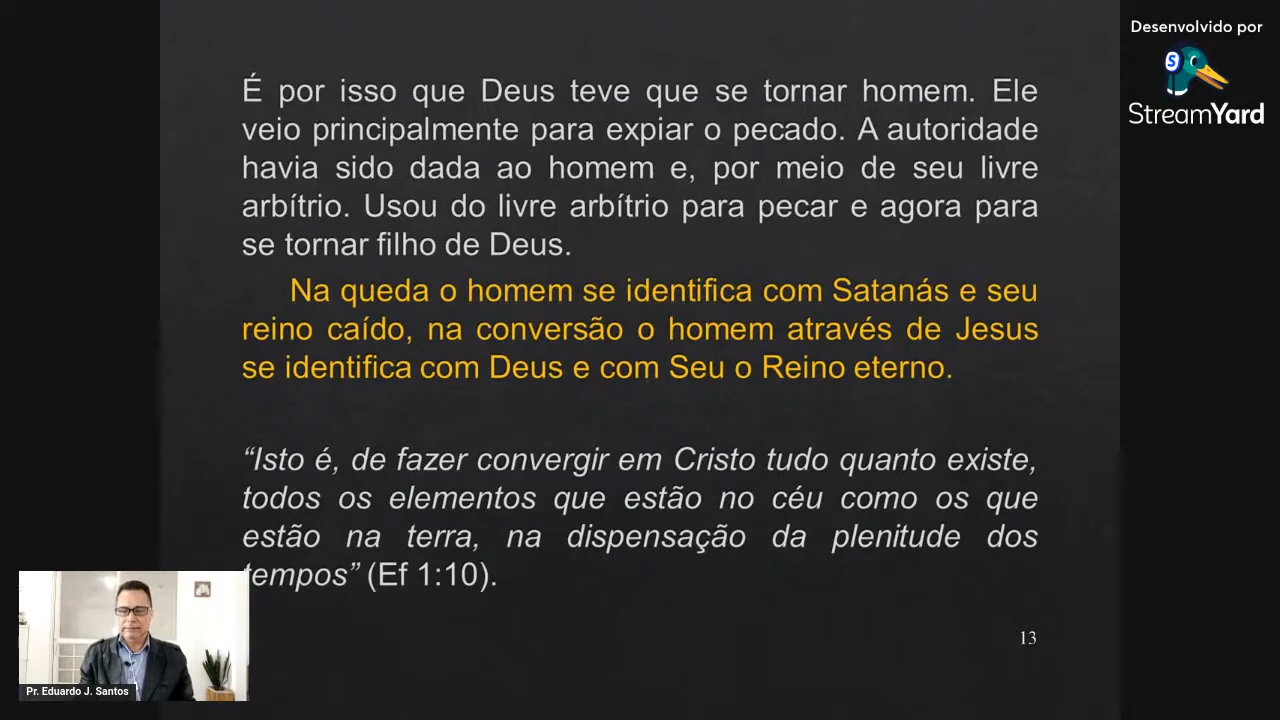 Desenvolvido por
StreamYard
É por isso que Deus teve que se tornar homem. Ele
veio principalmente para expiar o pecado. A autoridade
havia sido dada ao homem e, por meio de seu livre
arbítrio. Usou do livre arbítrio para pecar e agora para
se tornar filho de Deus.
Na queda o homem se identifica com Satanás e seu
reino caído, na conversão o homem através de Jesus
se identifica com Deus e com Seu o Reino eterno.
“Isto é, de fazer convergir em Cristo tudo quanto existe,
todos os elementos que estão no céu como os que
estão na terra, na dispensação da plenitude dos
tempos” (Ef 1:10).
13
Pr. Eduardo J. Santos